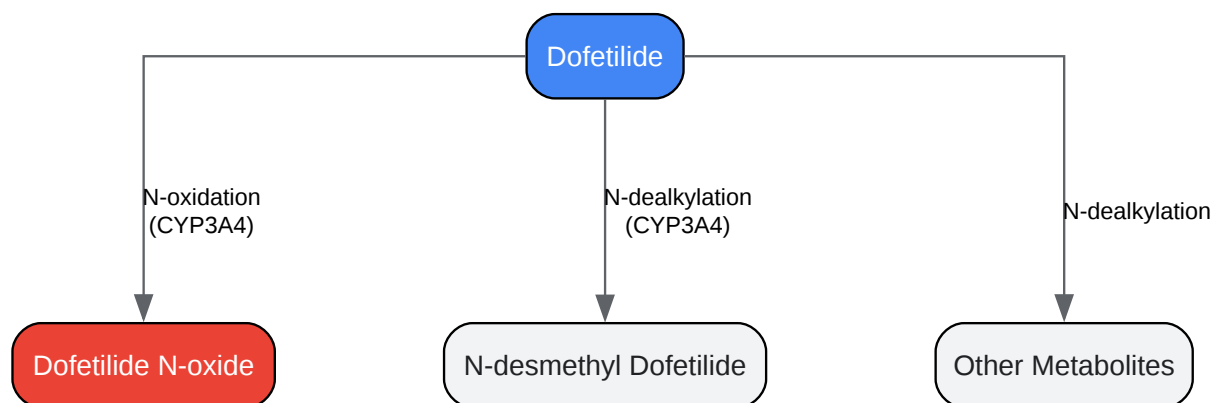 Dofetilide
N-oxidation
(CYP3A4)
N-dealkylation
(CYP3A4)
N-dealkylation
Dofetilide N-oxide
N-desmethyl Dofetilide
Other Metabolites